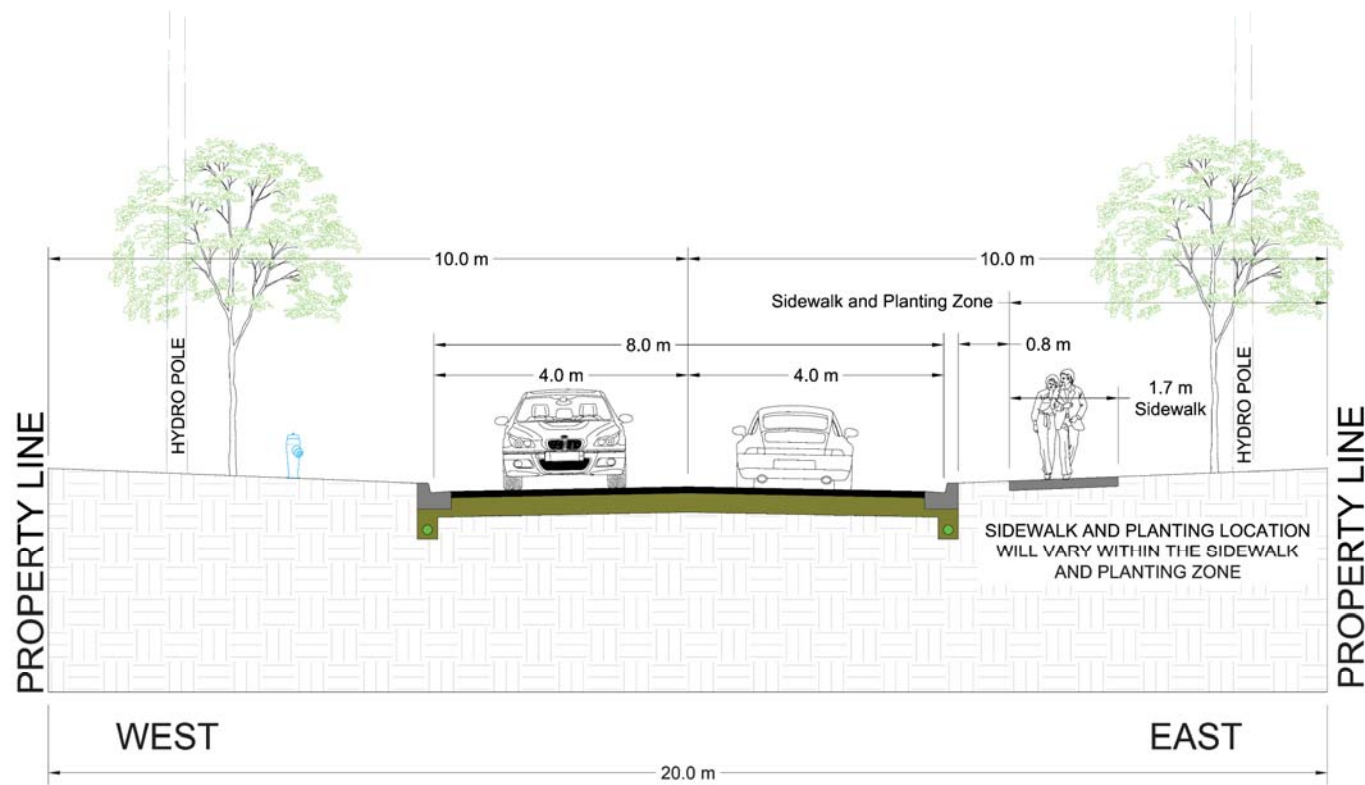 10.0 m
10.0 m
Sidewalk and Planting Zone
8.0 m
0.8 m
4.0 m
4.0 m
1.7 m
Sidewalk
HYDRO POLE
HYDRO POLE
PROPERTY LINE
PROPERTY LINE
SIDEWALK AND PLANTING LOCATION
WILL VARY WITHIN THE SIDEWALK
AND PLANTING ZONE
WEST
EAST
20.0 m